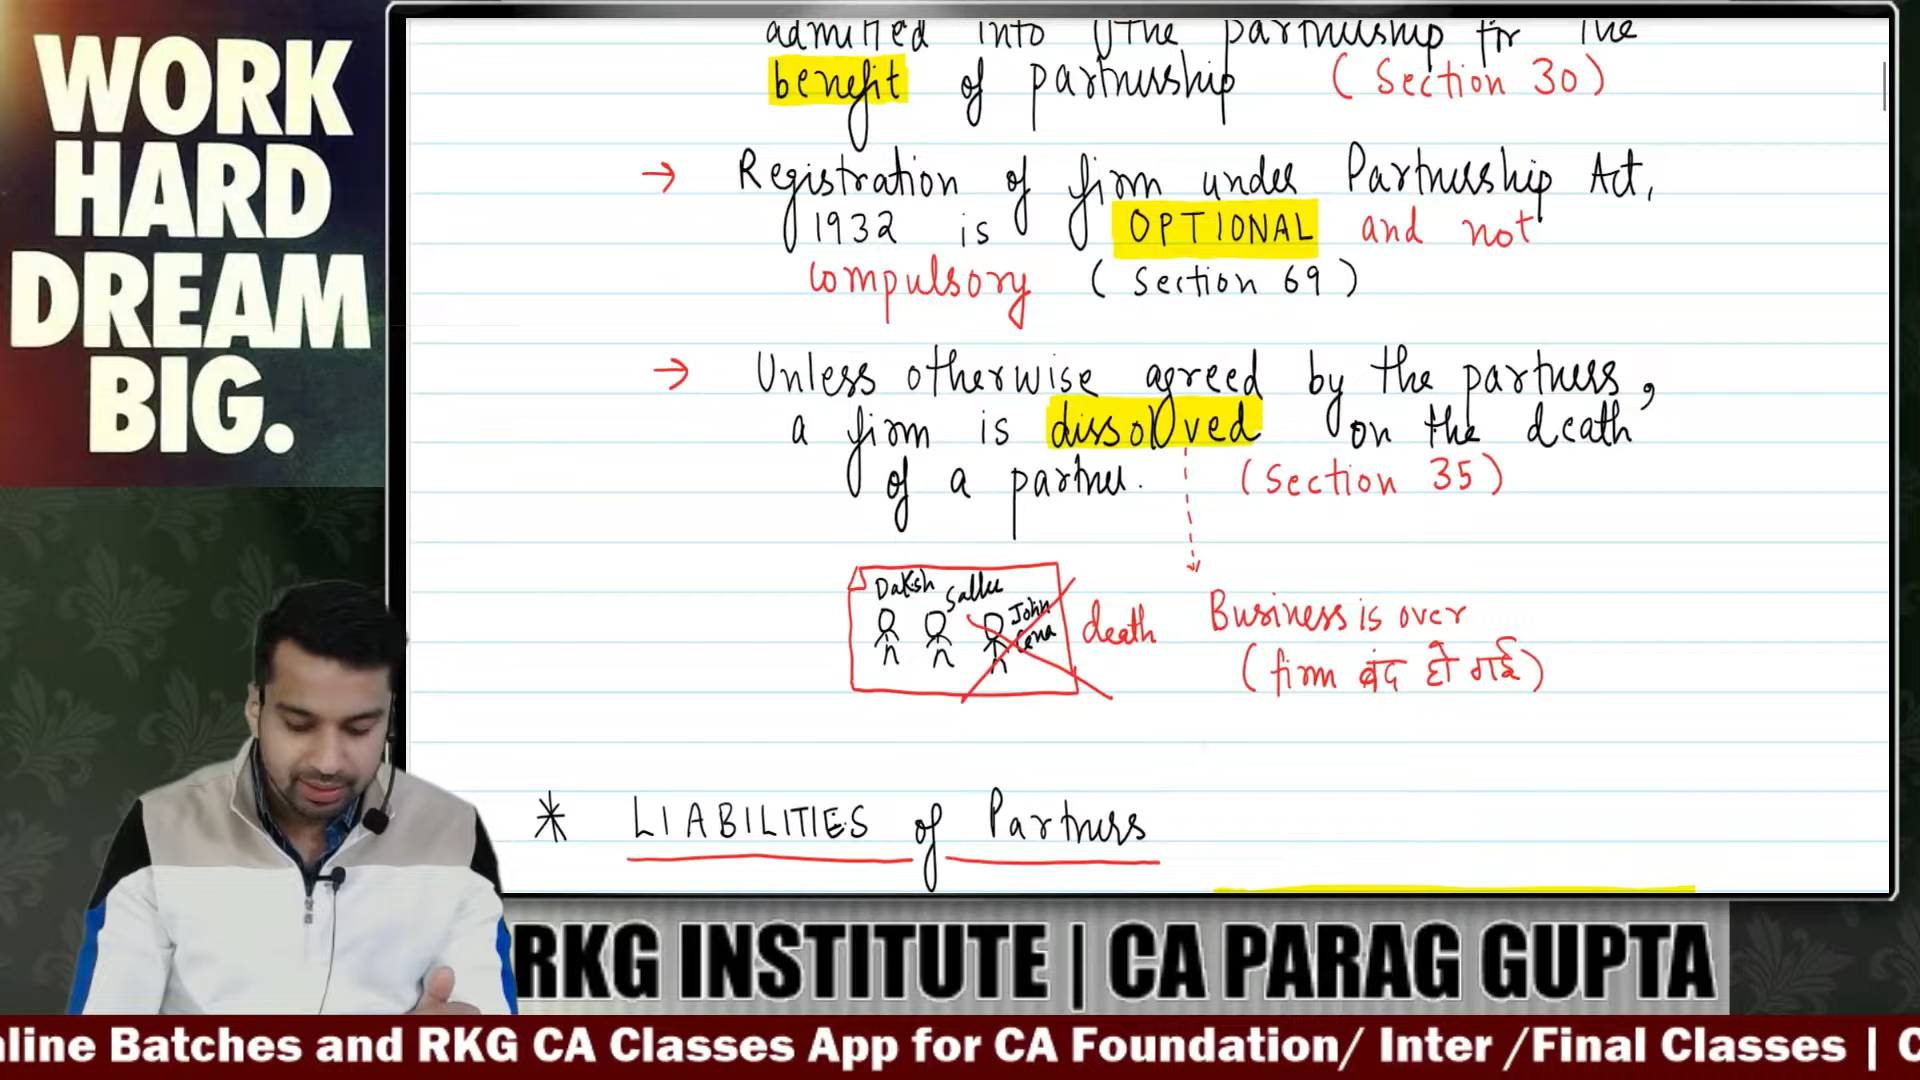 WORK
HARD
DREAM
BIG.
admitted into the partnership for the
benefit of partnership (Section 30)
→ Registration of firm under Partnership Act,
1932 is OPTIONAL and not
compulsory (Section 69)
→ Unless otherwise agreed by the partners,
a firm is dissolved on the death
of a partner. (Section 35)
Daksh Sallu John Cena
death
Business is over
(firm बंद हो गई)
* LIABILITIES of Partners
RKG INSTITUTE | CA PARAG GUPTA
nline Batches and RKG CA Classes App for CA Foundation/ Inter /Final Classes | C